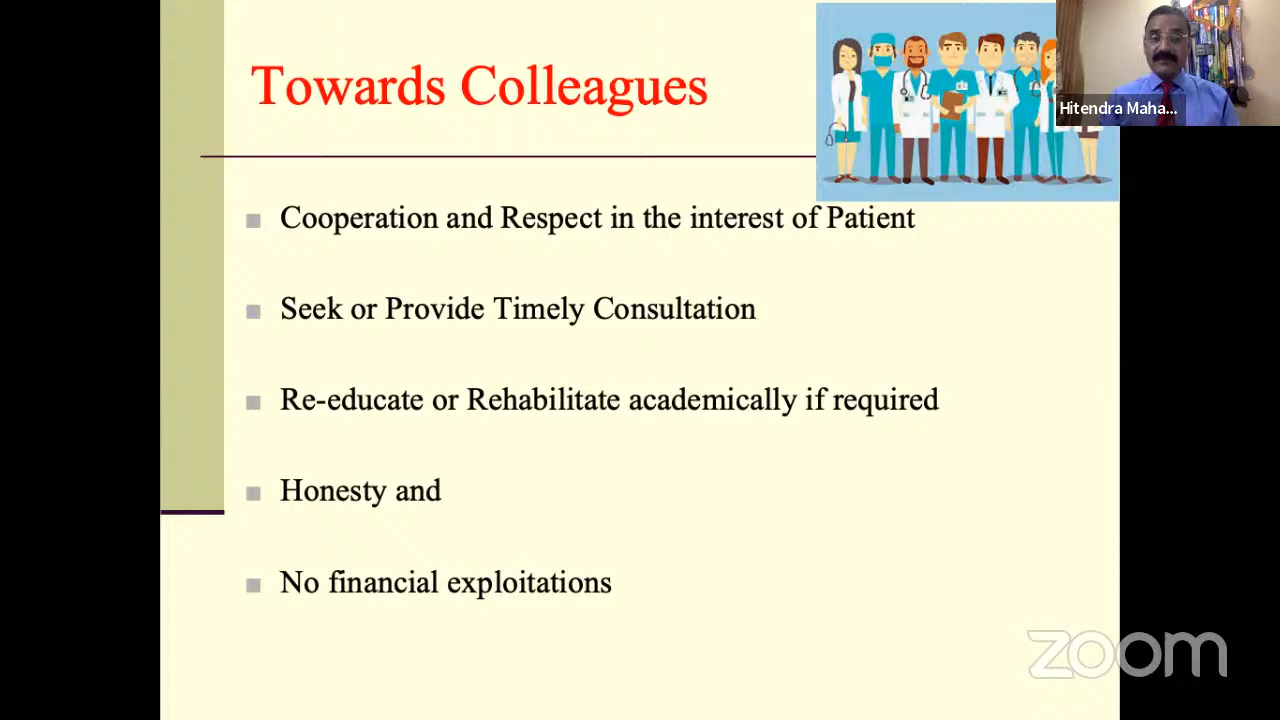 Towards Colleagues
Hitendra Maha...
Cooperation and Respect in the interest of Patient
Seek or Provide Timely Consultation
Re-educate or Rehabilitate academically if required
Honesty and
No financial exploitations
zoom